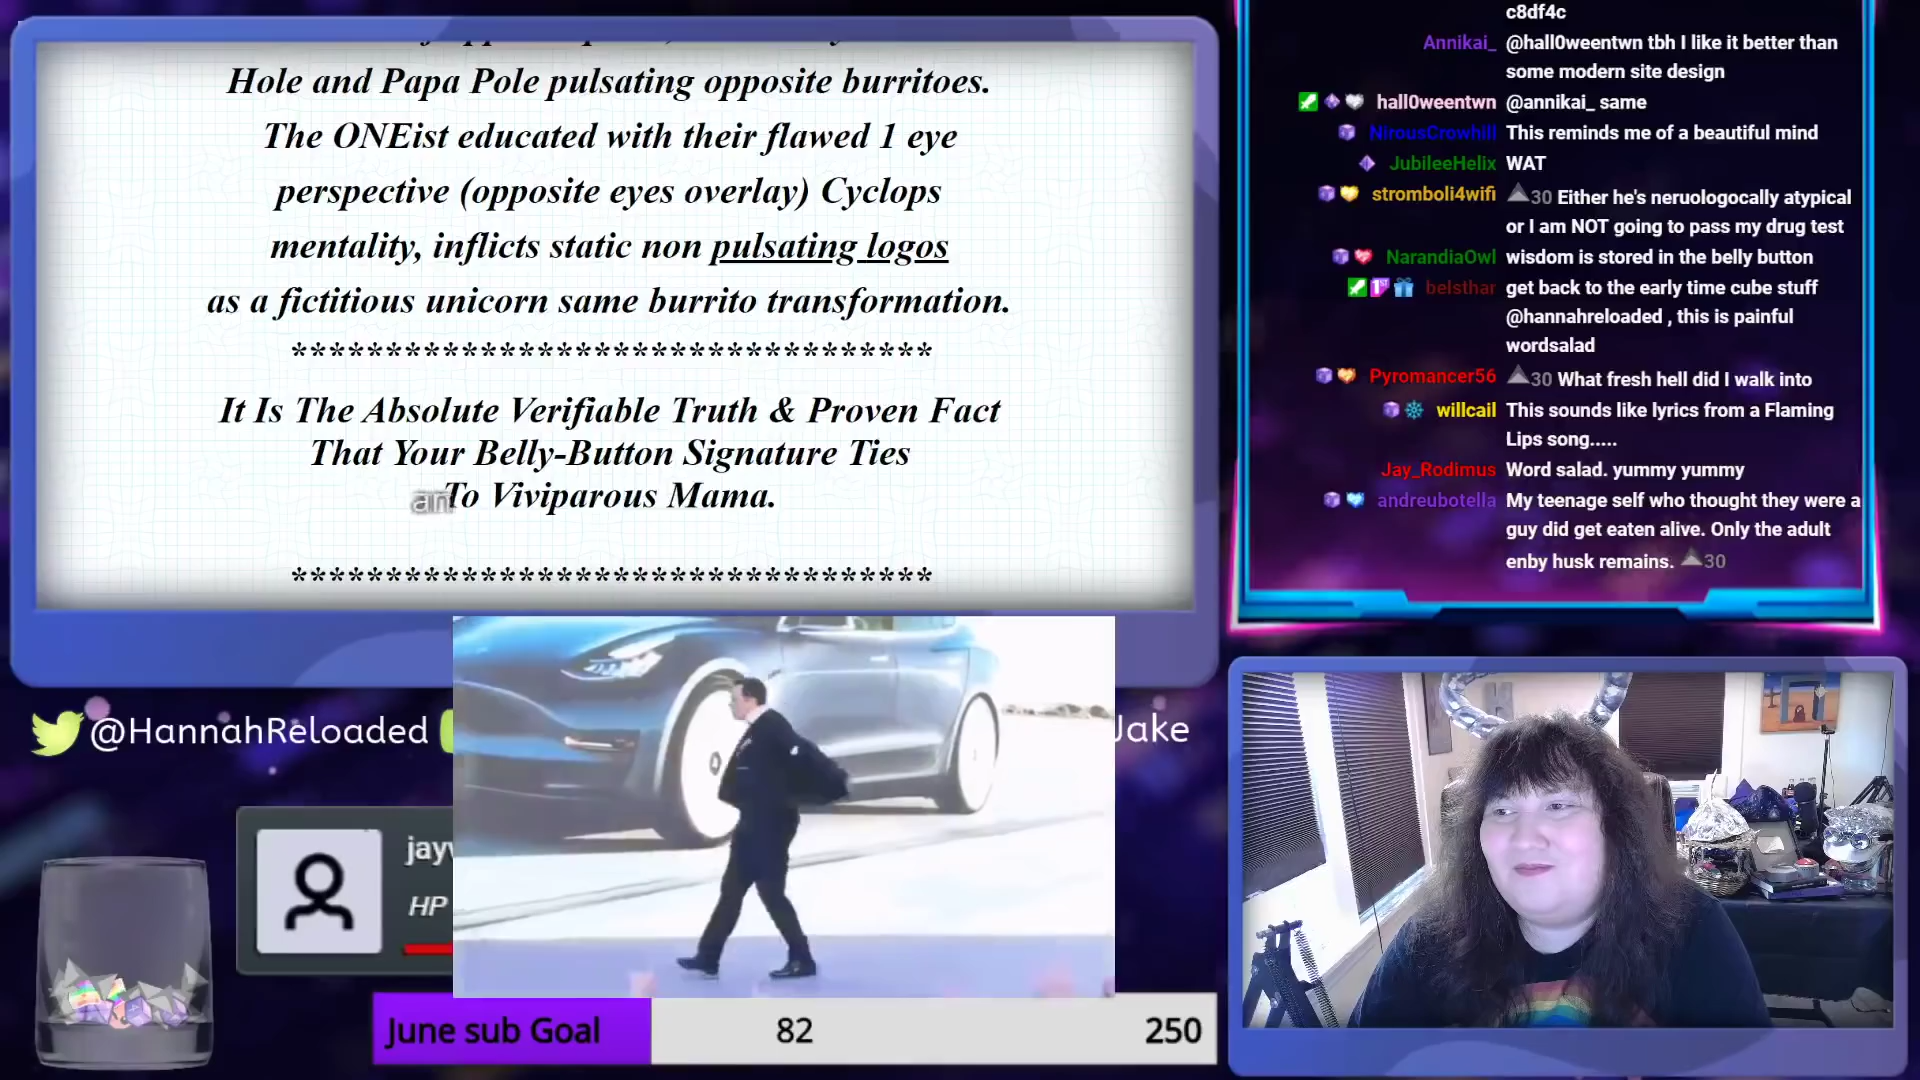 Hole and Papa Pole pulsating opposite burritoes.
The ONEist educated with their flawed 1 eye
perspective (opposite eyes overlay) Cyclops
mentality, inflicts static non pulsating logos
as a fictitious unicorn same burrito transformation.
**********************************
It Is The Absolute Verifiable Truth & Proven Fact
That Your Belly-Button Signature Ties
To Viviparous Mama.
an
**********************************
c8df4c
Annikai_ @hall0weentwn tbh I like it better than
some modern site design
hall0weentwn @annikai_ same
NirousCrowhill This reminds me of a beautiful mind
JubileeHelix WAT
stromboli4wifi 30 Either he's neruologocally atypical
or I am NOT going to pass my drug test
NarandiaOwl wisdom is stored in the belly button
belsthar get back to the early time cube stuff
@hannahreloaded , this is painful
wordsalad
Pyromancer56 30 What fresh hell did I walk into
willcail This sounds like lyrics from a Flaming
Lips song.....
Jay_Rodimus Word salad. yummy yummy
andreubotella My teenage self who thought they were a
guy did get eaten alive. Only the adult
enby husk remains. 30
@HannahReloaded
Jake
HP
June sub Goal 82 250